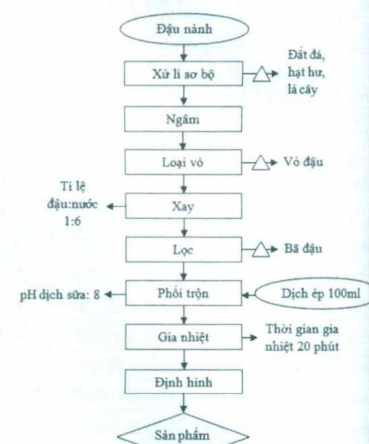 Đậu nành
Xử lí sơ bộ
Đất đá,
hạt hư,
lá cây
Ngâm
Loại vỏ
Vỏ đậu
Tỉ lệ
đậu:nước
1:6
Xay
Lọc
Bã đậu
pH dịch sữa: 8
Phối trộn
Dịch ép 100ml
Gia nhiệt
Thời gian gia
nhiệt 20 phút
Định hình
Sản phẩm